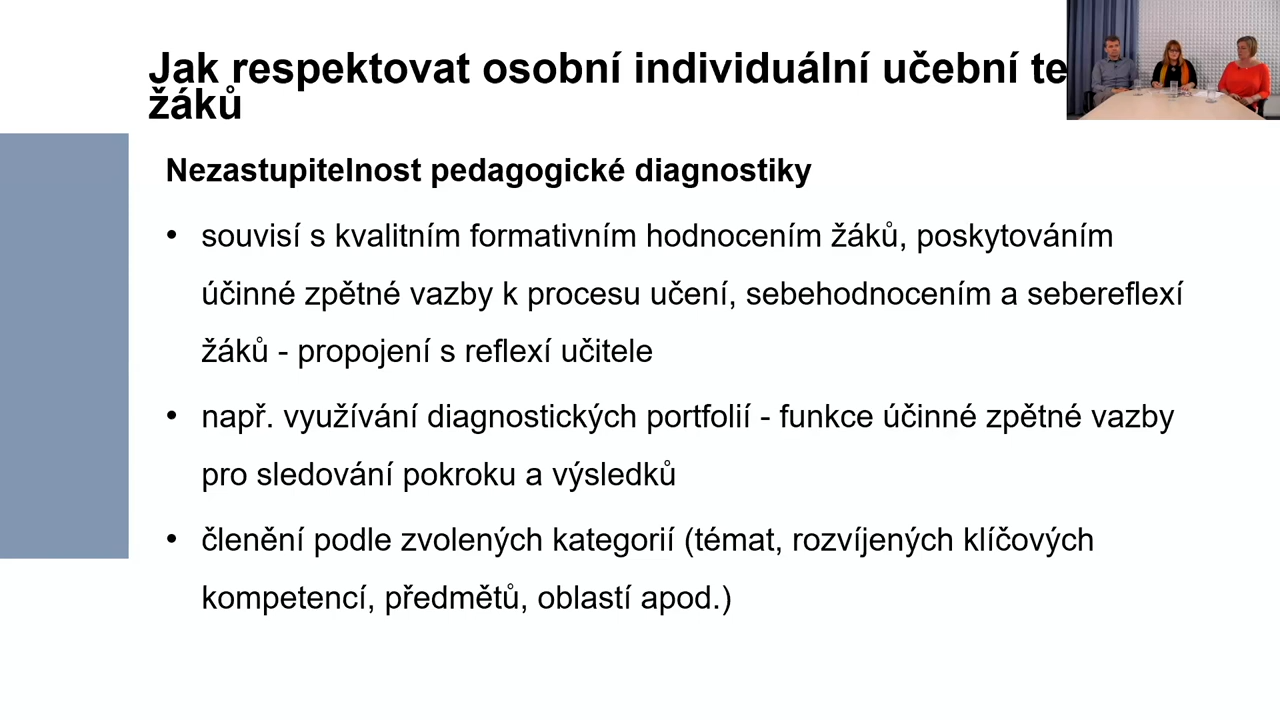 Jak respektovat osobní individuální učební
žáků
Nezastupitelnost pedagogické diagnostiky
• souvisí s kvalitním formativním hodnocením žáků, poskytováním
účinné zpětné vazby k procesu učení, sebehodnocením a sebereflexí
žáků - propojení s reflexí učitele
• např. využívání diagnostických portfolií - funkce účinné zpětné vazby
pro sledování pokroku a výsledků
• členění podle zvolených kategorií (témat, rozvíjených klíčových
kompetencí, předmětů, oblastí apod.)